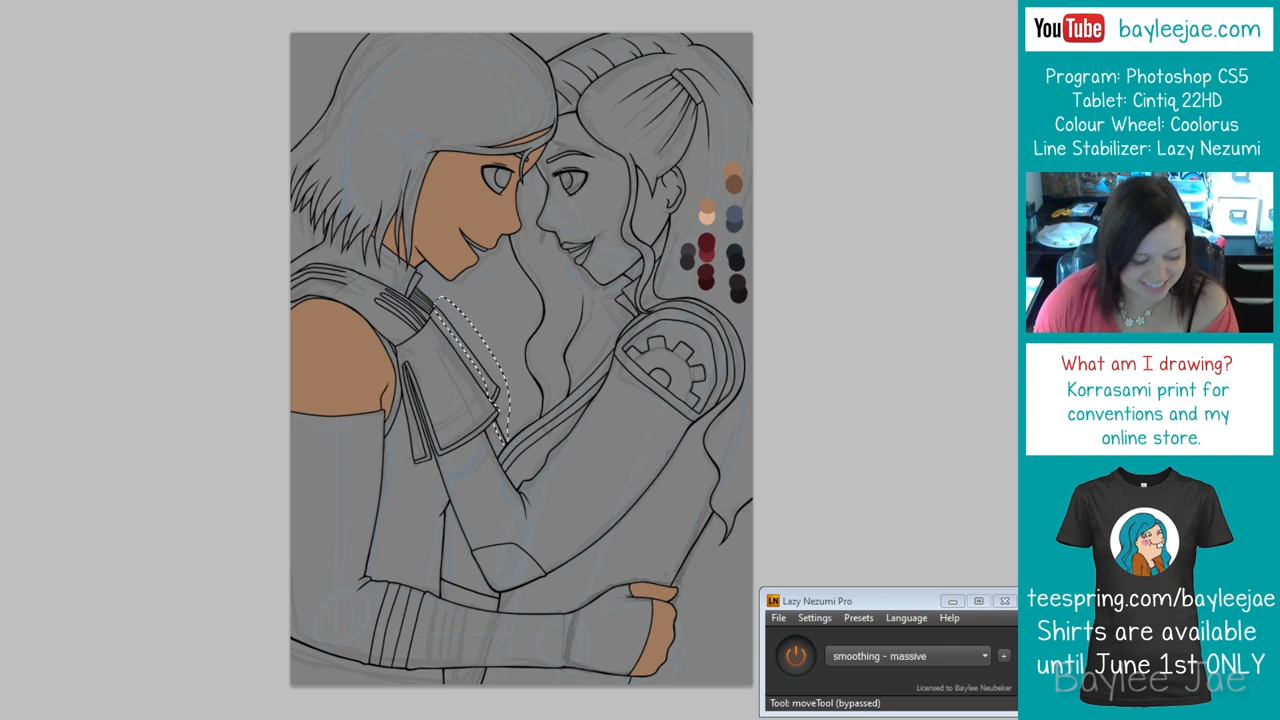 YouTube bayleejae.com
Program: Photoshop CS5
Tablet: Cintiq 22HD
Colour Wheel: Coolorus
Line Stabilizer: Lazy Nezumi
What am I drawing?
Korrasami print for
conventions and my
online store.
teespring.com/bayleejae
Shirts are available
until June 1st ONLY
Baylee Jae
LN Lazy Nezumi Pro
File Settings Presets Language Help
smoothing - massive
+
Licensed to Baylee Neubeker
Tool: moveTool (bypassed)